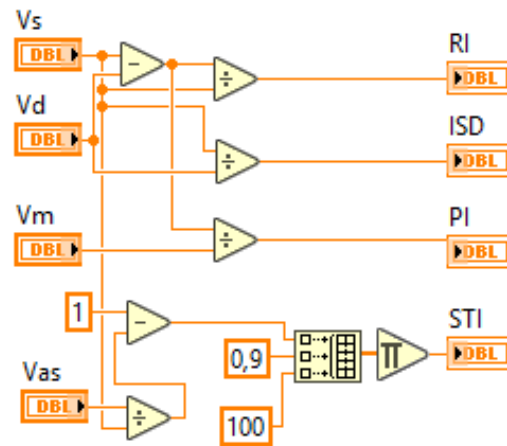 Vs
DBL
Vd
DBL
Vm
DBL
1
Vas
DBL
−
÷
÷
÷
−
÷
0,9
100
Π
RI
DBL
ISD
DBL
PI
DBL
STI
DBL